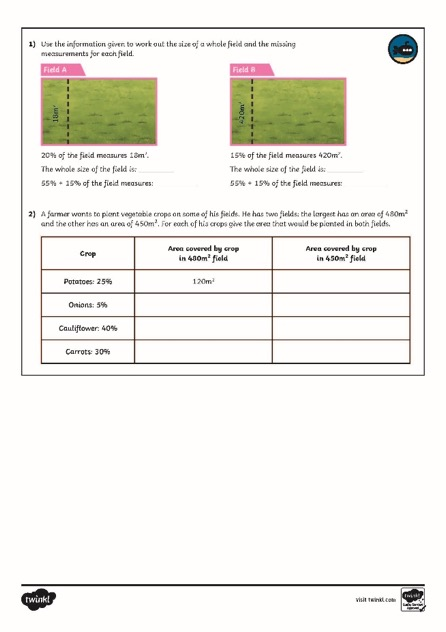 1) Use the information given to work out the size of a whole field and the missing
measurements for each field.
Field A
Field B
18m²
420m²
20% of the field measures 18m².
15% of the field measures 420m².
The whole size of the field is:
The whole size of the field is:
55% + 15% of the field measures:
55% + 15% of the field measures:
2) A farmer wants to plant vegetable crops on some of his fields. He has two fields: the largest has an area of 480m²
and the other has an area of 450m². For each of his crops give the area that would be planted in both fields.
Crop
Area covered by crop
in 480m² field
Area covered by crop
in 450m² field
Potatoes: 25%
120m²
Onions: 5%
Cauliflower: 40%
Carrots: 30%
twinkl
visit twinkl.com
twinkl